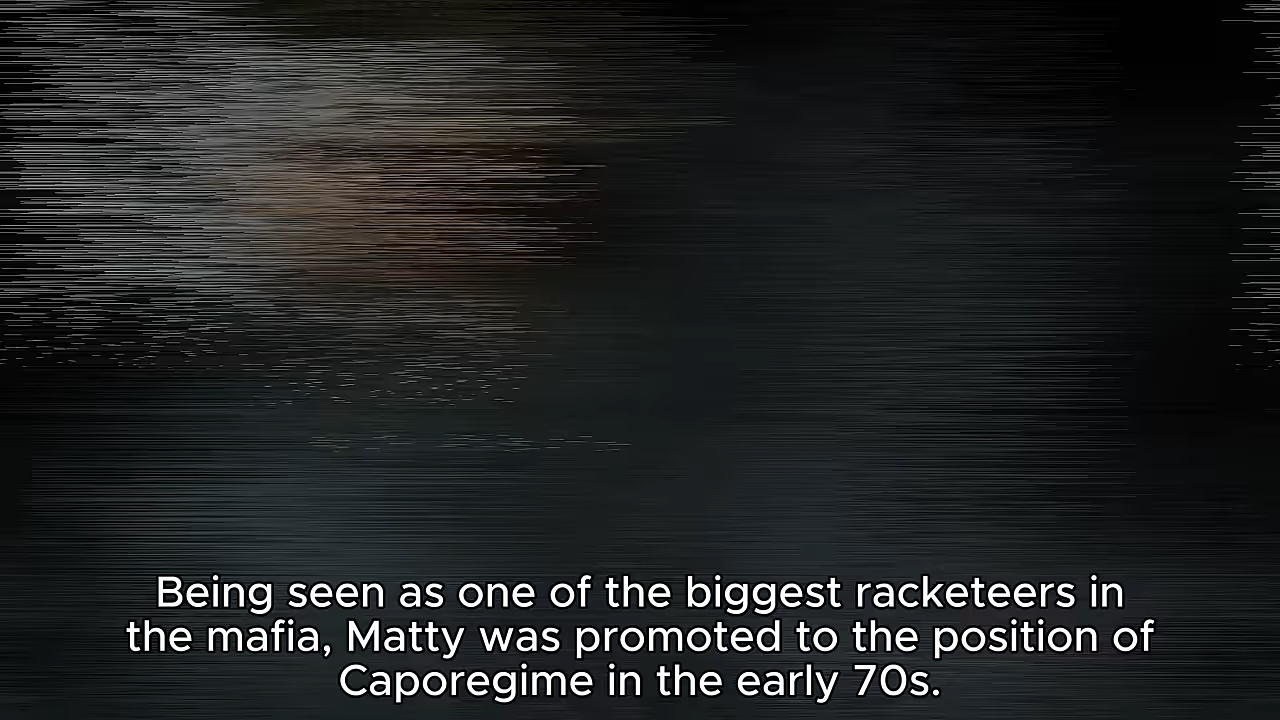 Being seen as one of the biggest racketeers in
the mafia, Matty was promoted to the position of
Caporegime in the early 70s.